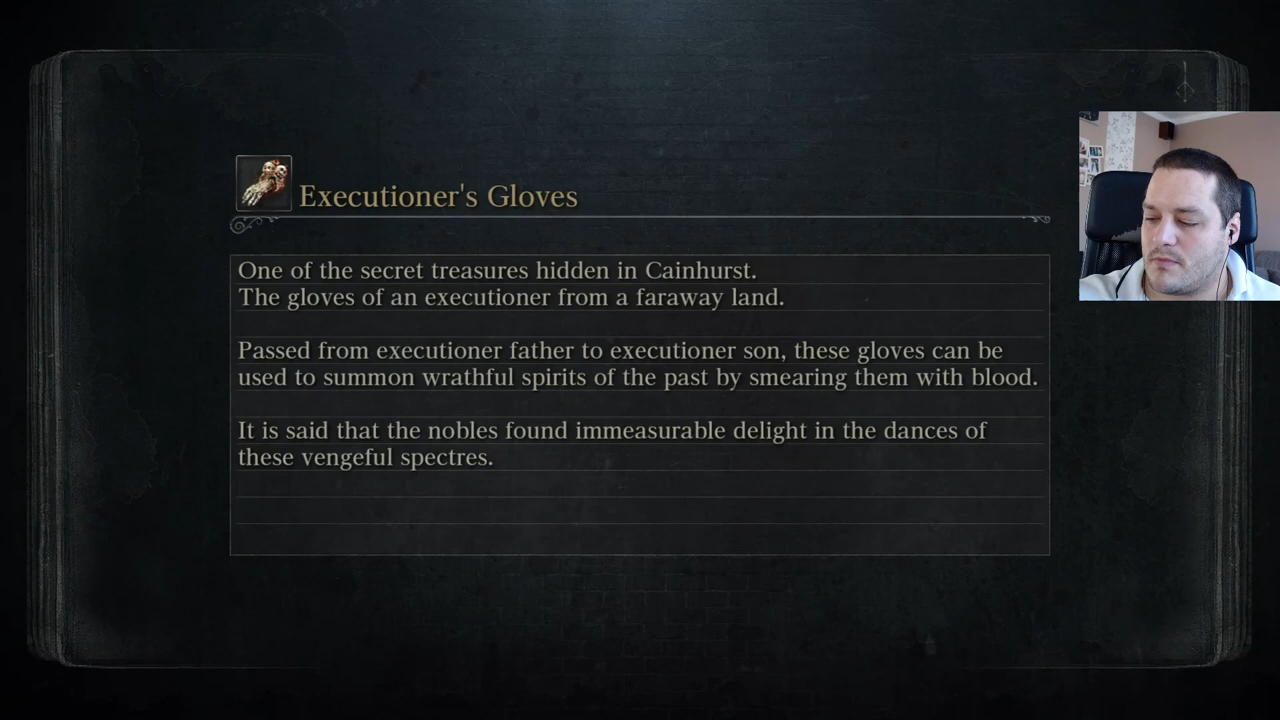 Executioner's Gloves
One of the secret treasures hidden in Cainhurst.
The gloves of an executioner from a faraway land.
Passed from executioner father to executioner son, these gloves can be
used to summon wrathful spirits of the past by smearing them with blood.
It is said that the nobles found immeasurable delight in the dances of
these vengeful spectres.